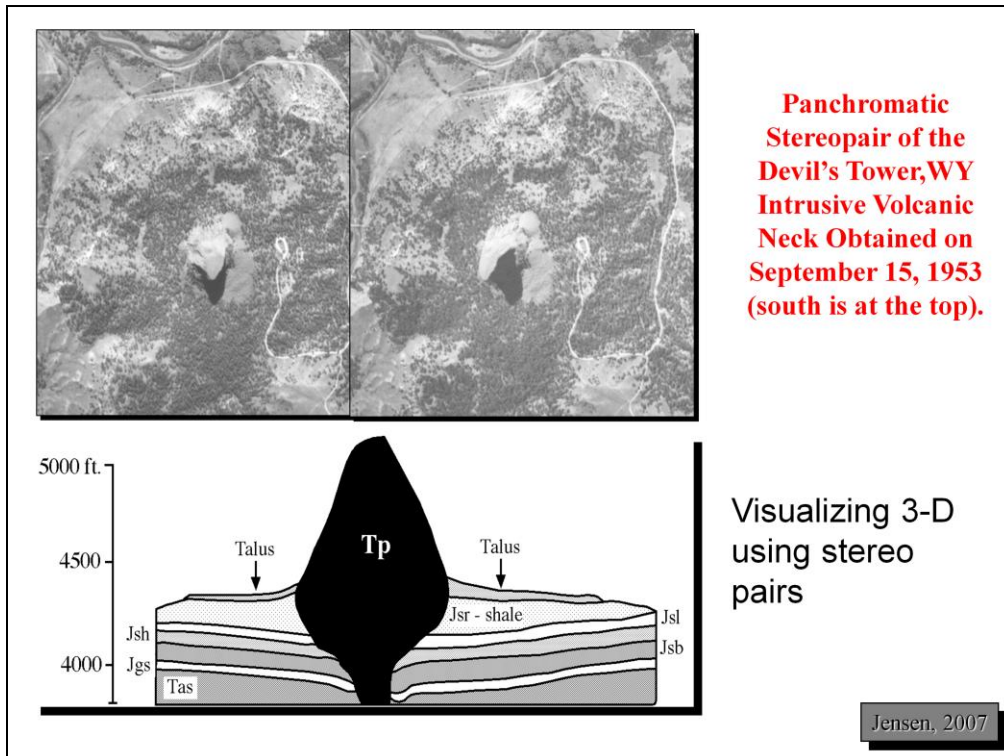 Panchromatic
Stereopair of the
Devil's Tower,WY
Intrusive Volcanic
Neck Obtained on
September 15, 1953
(south is at the top).
5000 ft.
4500
4000
Talus
Tp
Talus
Jsr - shale
Jsl
Jsh
Jsb
Jgs
Tas
Visualizing 3-D
using stereo
pairs
Jensen, 2007